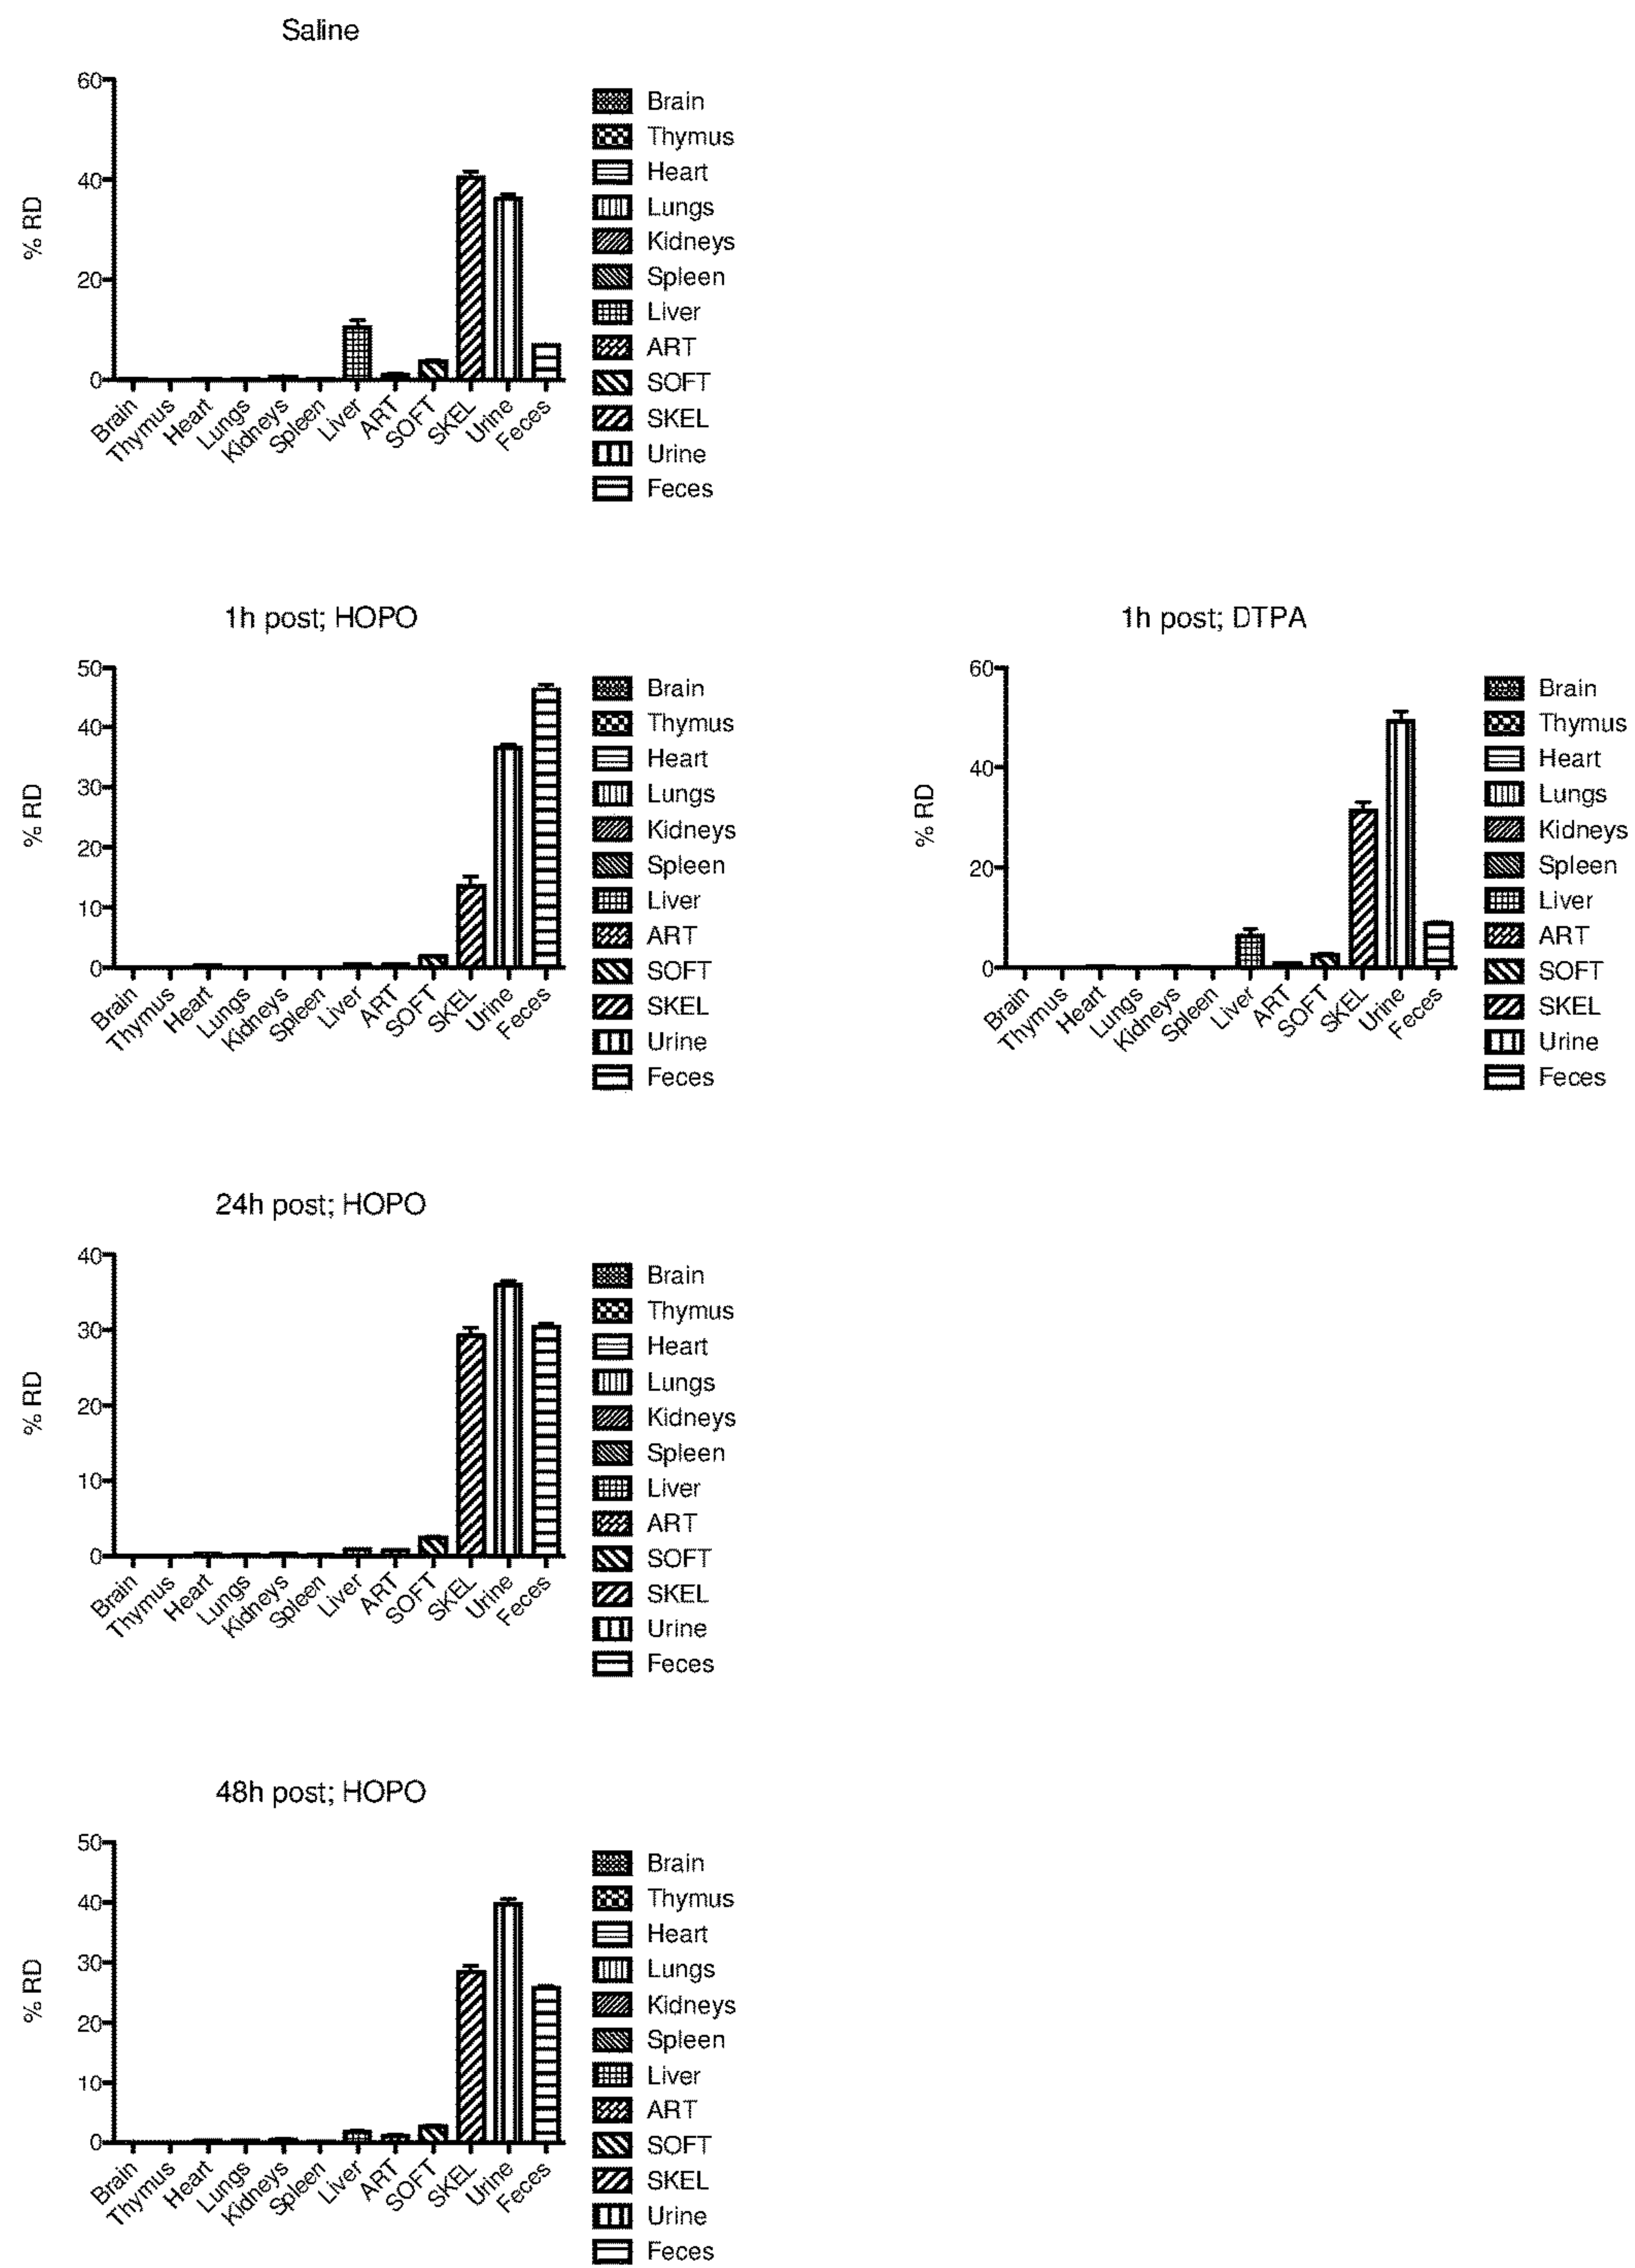 Saline
% RD
60
40
20
0
Brain
Thymus
Heart
Lungs
Kidneys
Spleen
Liver
ART
SOFT
SKEL
Urine
Feces
Brain
Thymus
Heart
Lungs
Kidneys
Spleen
Liver
ART
SOFT
SKEL
Urine
Feces
1h post; HOPO
% RD
50
40
30
20
10
0
Brain
Thymus
Heart
Lungs
Kidneys
Spleen
Liver
ART
SOFT
SKEL
Urine
Feces
Brain
Thymus
Heart
Lungs
Kidneys
Spleen
Liver
ART
SOFT
SKEL
Urine
Feces
1h post; DTPA
% RD
60
40
20
0
Brain
Thymus
Heart
Lungs
Kidneys
Spleen
Liver
ART
SOFT
SKEL
Urine
Feces
Brain
Thymus
Heart
Lungs
Kidneys
Spleen
Liver
ART
SOFT
SKEL
Urine
Feces
24h post; HOPO
% RD
40
30
20
10
0
Brain
Thymus
Heart
Lungs
Kidneys
Spleen
Liver
ART
SOFT
SKEL
Urine
Feces
Brain
Thymus
Heart
Lungs
Kidneys
Spleen
Liver
ART
SOFT
SKEL
Urine
Feces
48h post; HOPO
% RD
50
40
30
20
10
0
Brain
Thymus
Heart
Lungs
Kidneys
Spleen
Liver
ART
SOFT
SKEL
Urine
Feces
Brain
Thymus
Heart
Lungs
Kidneys
Spleen
Liver
ART
SOFT
SKEL
Urine
Feces